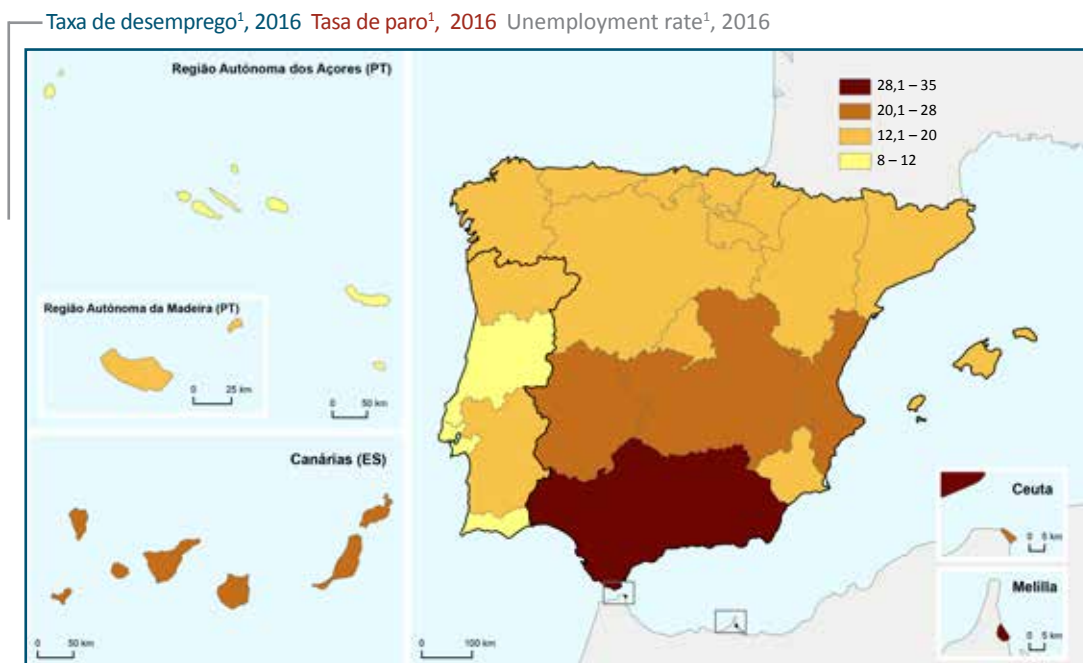 Taxa de desemprego¹, 2016 Tasa de paro¹, 2016 Unemployment rate¹, 2016
Região Autónoma dos Açores (PT)
28,1 – 35
20,1 – 28
12,1 – 20
8 – 12
Região Autónoma da Madeira (PT)
0 25 km
0 50 km
Canárias (ES)
0 50 km
0 100 km
Ceuta
0 5 km
Melilla
0 5 km